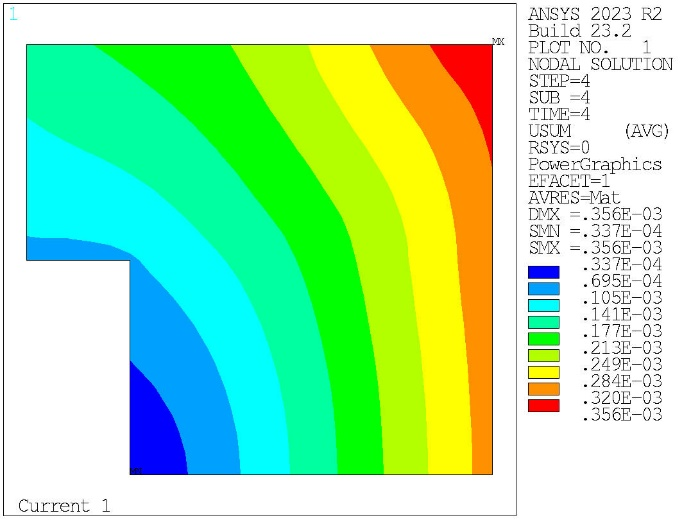 1
MX
ANSYS 2023 R2
Build 23.2
PLOT NO.   1
NODAL SOLUTION
STEP=4
SUB =4
TIME=4
USUM     (AVG)
RSYS=0
PowerGraphics
EFACET=1
AVRES=Mat
DMX =.356E-03
SMN =.337E-04
SMX =.356E-03
.337E-04
.695E-04
.105E-03
.141E-03
.177E-03
.213E-03
.249E-03
.284E-03
.320E-03
.356E-03
Current 1